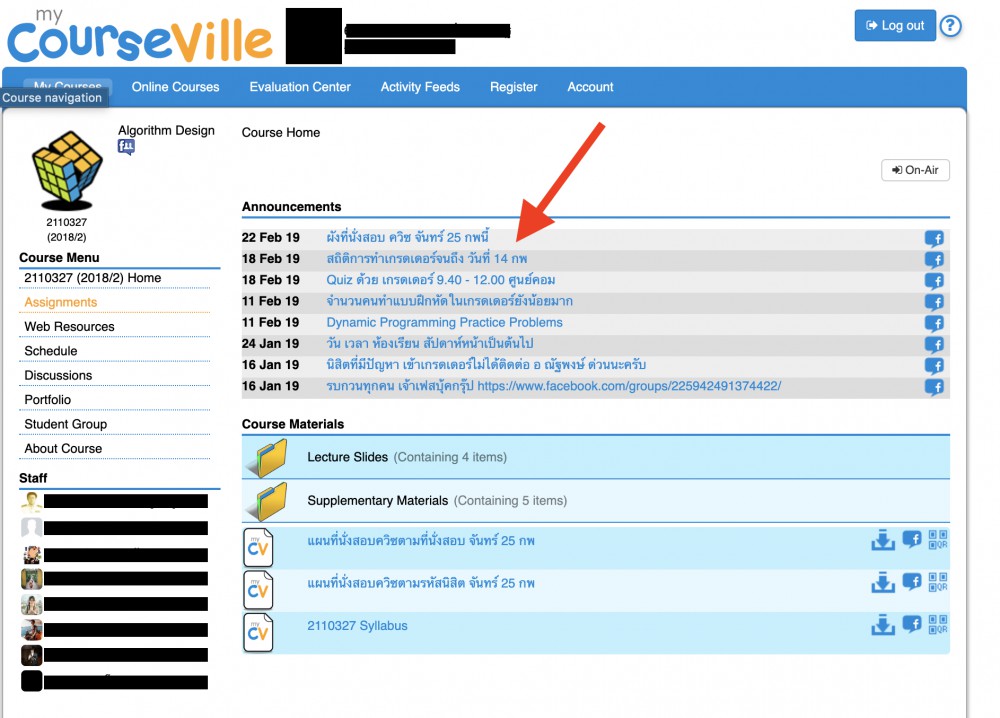 my
CourseVille
Log out
?
My Courses Online Courses Evaluation Center Activity Feeds Register Account
Course navigation
Algorithm Design
Course Home
On-Air
2110327
(2018/2)
Course Menu
2110327 (2018/2) Home
Assignments
Web Resources
Schedule
Discussions
Portfolio
Student Group
About Course
Staff
Announcements
22 Feb 19 ผังที่นั่งสอบ ควิซ จันทร์ 25 กพนี้
18 Feb 19 สถิติการทำเกรดเดอร์จนถึง วันที่ 14 กพ
18 Feb 19 Quiz ด้วย เกรดเดอร์ 9.40 - 12.00 ศูนย์คอม
11 Feb 19 จำนวนคนทำแบบฝึกหัดในเกรดเดอร์ยังน้อยมาก
11 Feb 19 Dynamic Programming Practice Problems
24 Jan 19 วัน เวลา ห้องเรียน สัปดาห์หน้าเป็นต้นไป
16 Jan 19 นิสิตที่มีปัญหา เข้าเกรดเดอร์ไม่ได้ติดต่อ อ ณัฐพงษ์ ด่วนนะครับ
16 Jan 19 รบกวนทุกคน เจ้าเฟสบุ้คกรุ๊ป https://www.facebook.com/groups/225942491374422/
Course Materials
Lecture Slides (Containing 4 items)
Supplementary Materials (Containing 5 items)
my CV แผนที่นั่งสอบควิซตามที่นั่งสอบ จันทร์ 25 กพ QR
my CV แผนที่นั่งสอบควิซตามรหัสนิสิต จันทร์ 25 กพ QR
my CV 2110327 Syllabus QR